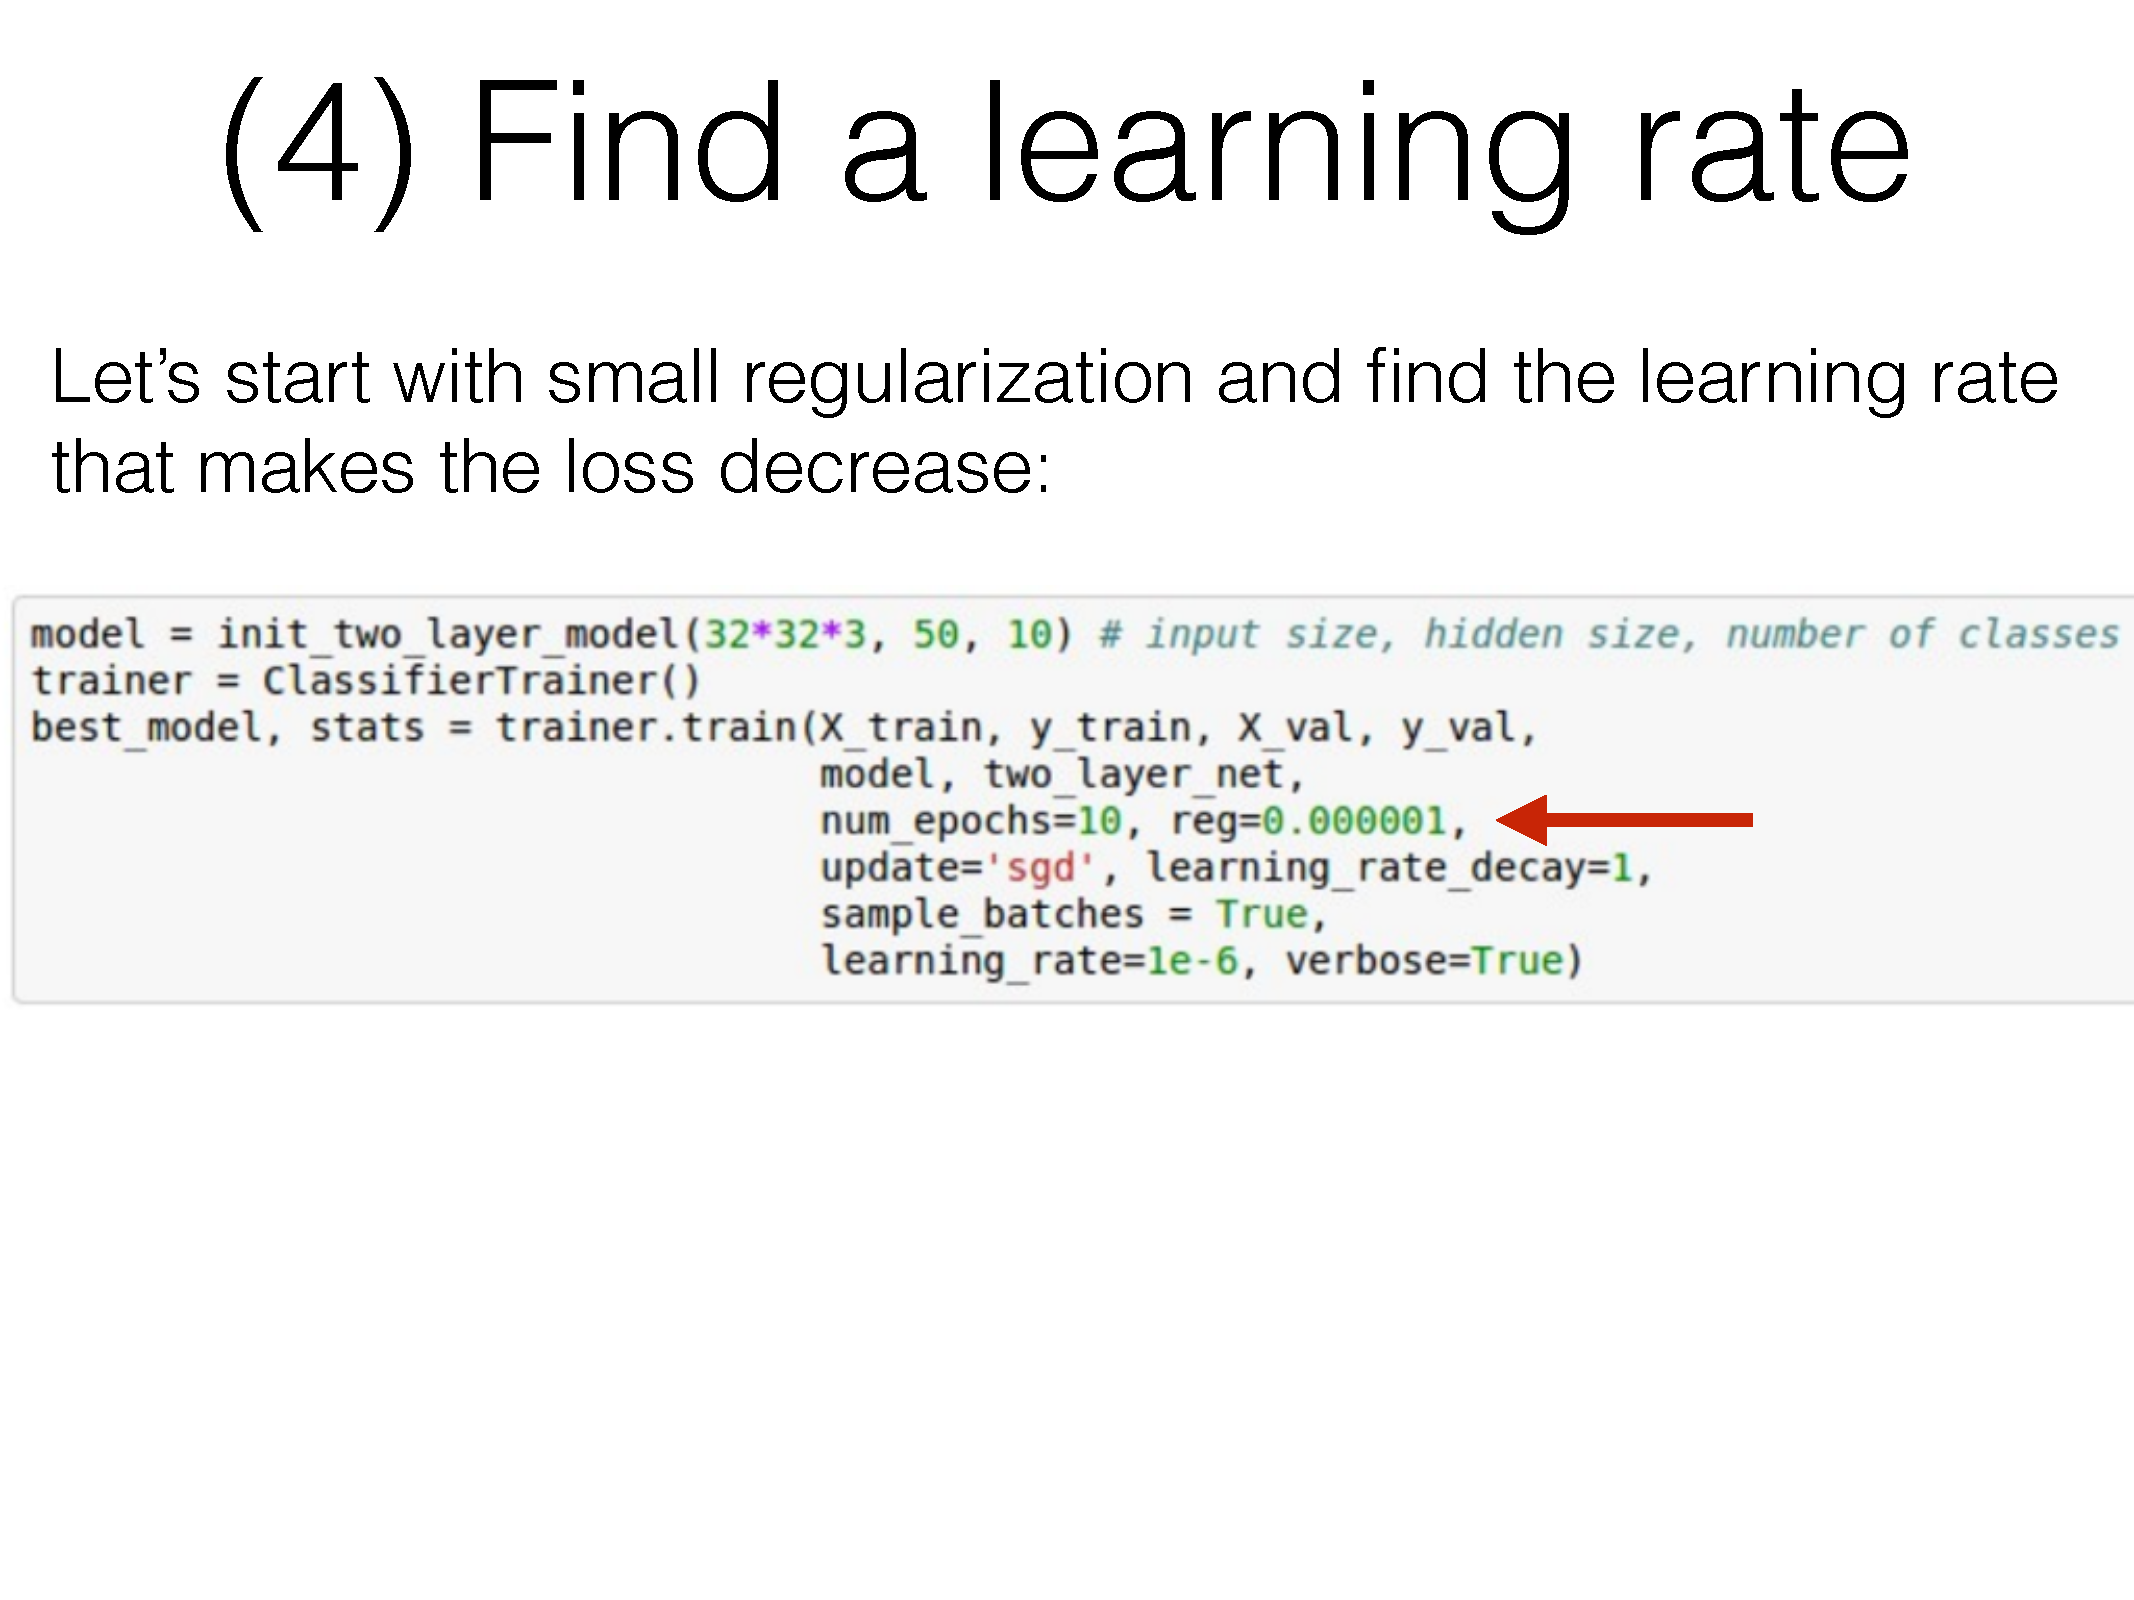 (4) Find a learning rate
Let’s start with small regularization and find the learning rate
that makes the loss decrease:
model = init_two_layer_model(32*32*3, 50, 10) # input size, hidden size, number of classes
trainer = ClassifierTrainer()
best_model, stats = trainer.train(X_train, y_train, X_val, y_val,
model, two_layer_net,
num_epochs=10, reg=0.000001,
update='sgd', learning_rate_decay=1,
sample_batches = True,
learning_rate=1e-6, verbose=True)